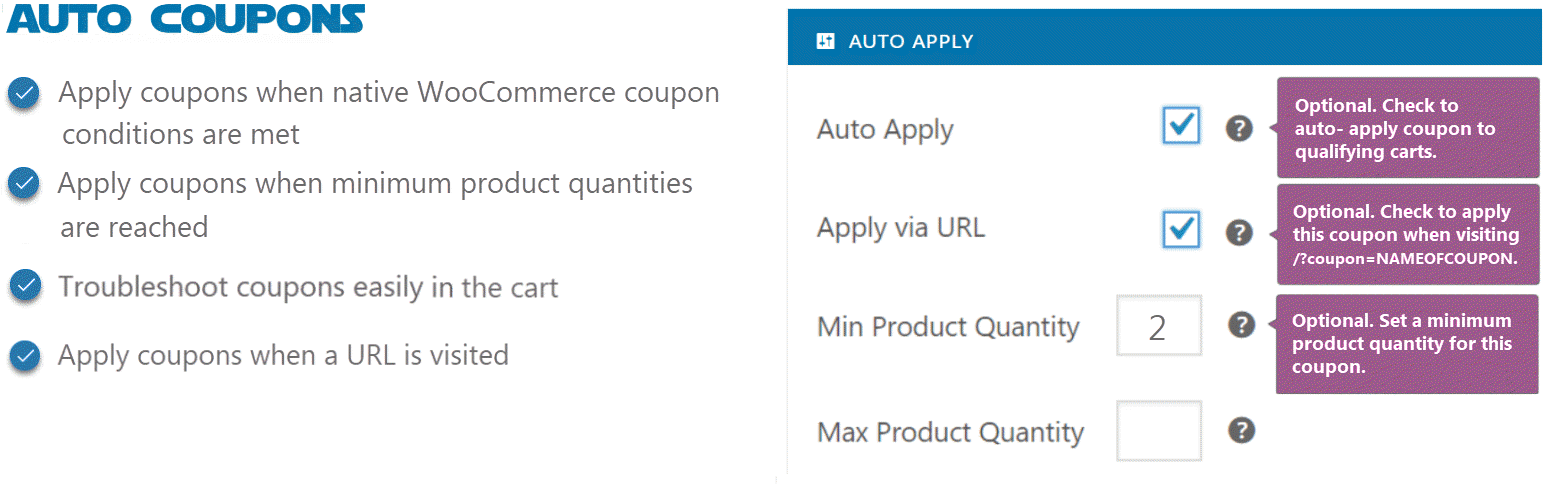 AUTO COUPONS
Apply coupons when native WooCommerce coupon
conditions are met
Apply coupons when minimum product quantities
are reached
Troubleshoot coupons easily in the cart
Apply coupons when a URL is visited
AUTO APPLY
Auto Apply
?
Optional. Check to
auto- apply coupon to
qualifying carts.
Apply via URL
?
Optional. Check to apply
this coupon when visiting
/?coupon=NAMEOFCOUPON.
Min Product Quantity
2
?
Optional. Set a minimum
product quantity for this
coupon.
Max Product Quantity
?